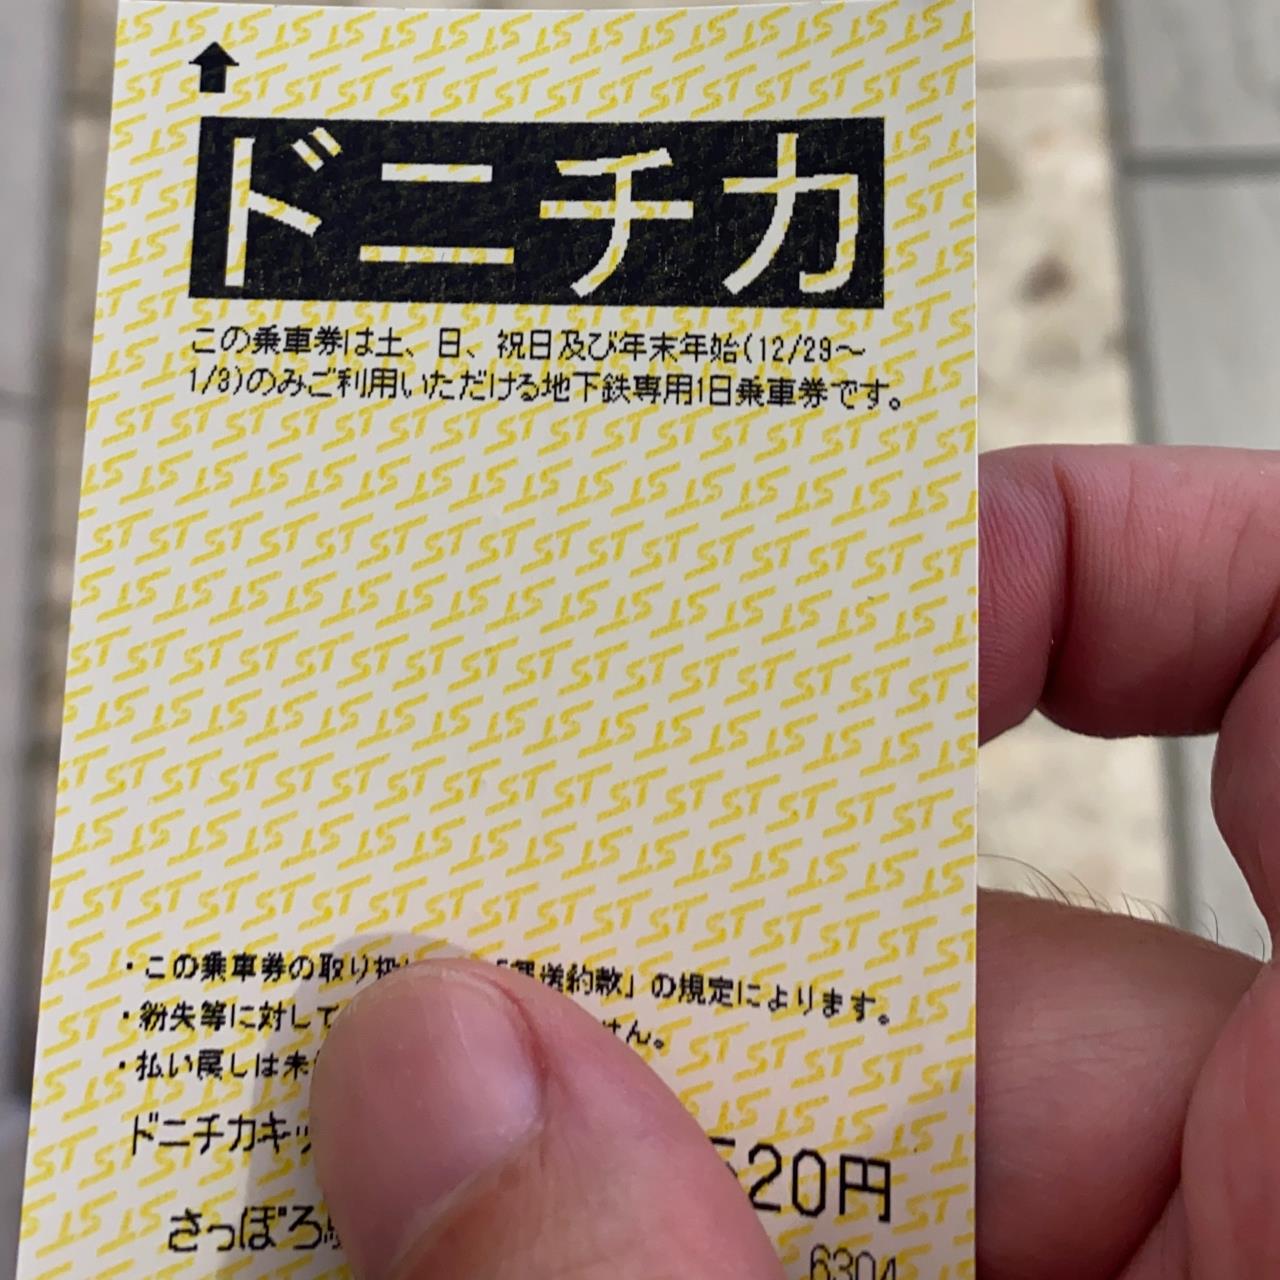 ドニチカ
この乗車券は土、日、祝日及び年末年始(12/29～
1/3)のみご利用いただける地下鉄専用1日乗車券です。
・この乗車券の取り扱 「運送約款」の規定によります。
・紛失等に対して せん。
・払い戻しは未
ドニチカキッ 520円
さっぽろ
6304